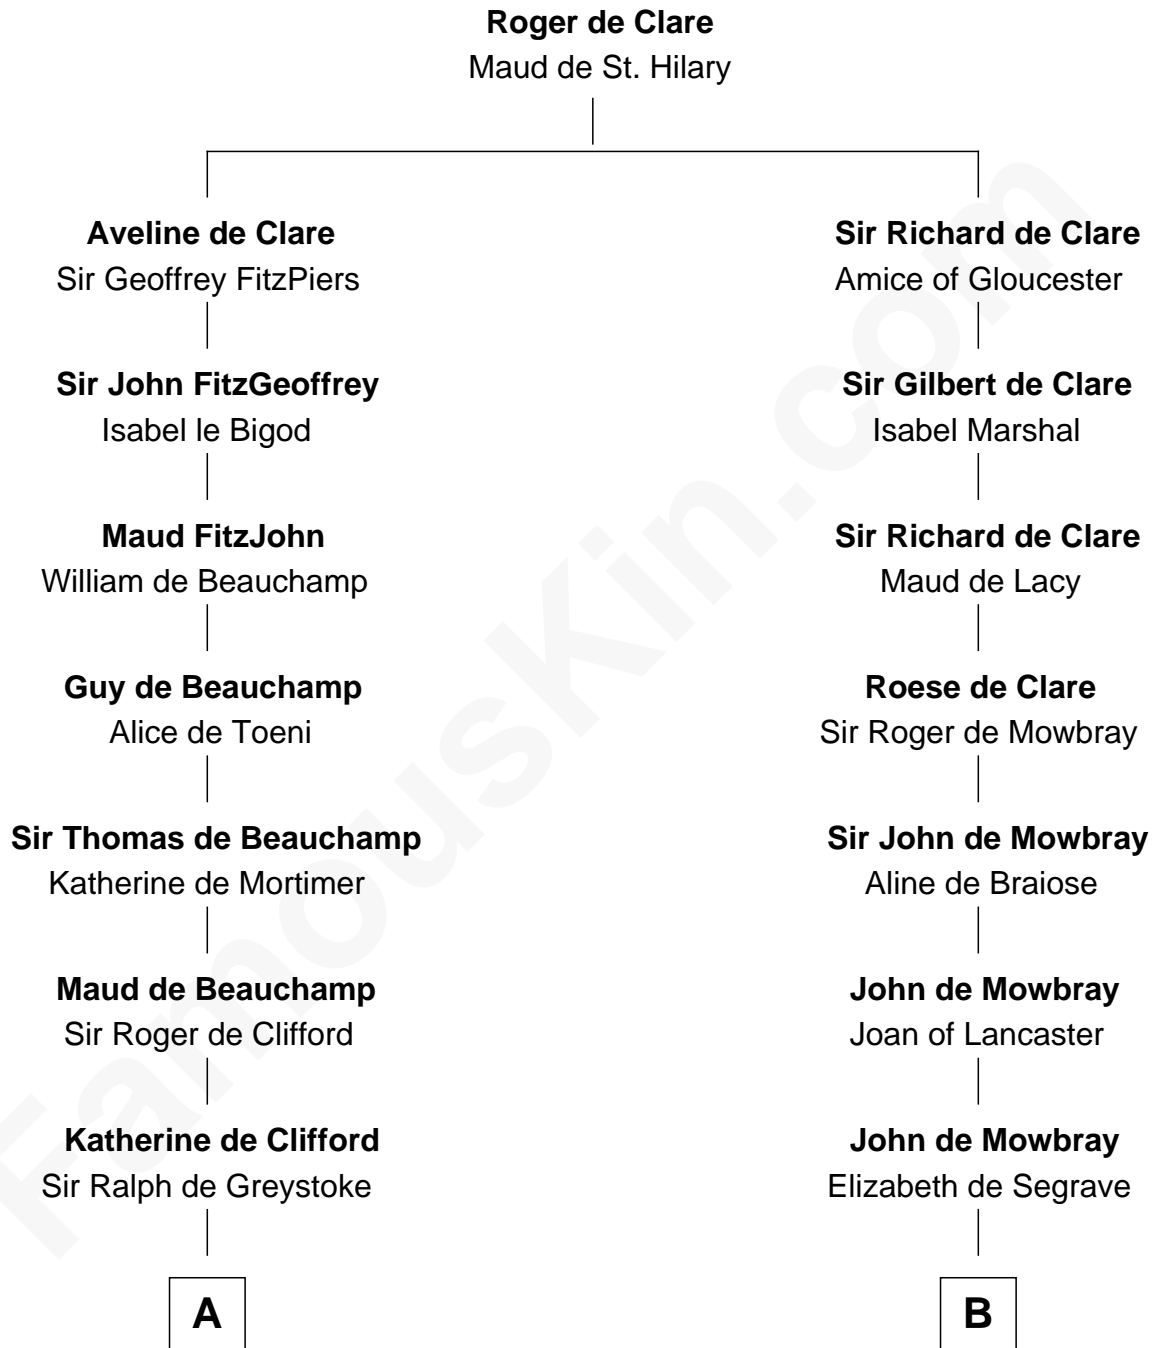 Roger de Clare
Maud de St. Hilary
Aveline de Clare
Sir Geoffrey FitzPiers
Sir Richard de Clare
Amice of Gloucester
Sir John FitzGeoffrey
Isabel le Bigod
Sir Gilbert de Clare
Isabel Marshal
Maud FitzJohn
William de Beauchamp
Sir Richard de Clare
Maud de Lacy
Guy de Beauchamp
Alice de Toeni
Roese de Clare
Sir Roger de Mowbray
Sir Thomas de Beauchamp
Katherine de Mortimer
Sir John de Mowbray
Aline de Braiose
Maud de Beauchamp
Sir Roger de Clifford
John de Mowbray
Joan of Lancaster
Katherine de Clifford
Sir Ralph de Greystoke
John de Mowbray
Elizabeth de Segrave
A
B
FamousKin.com